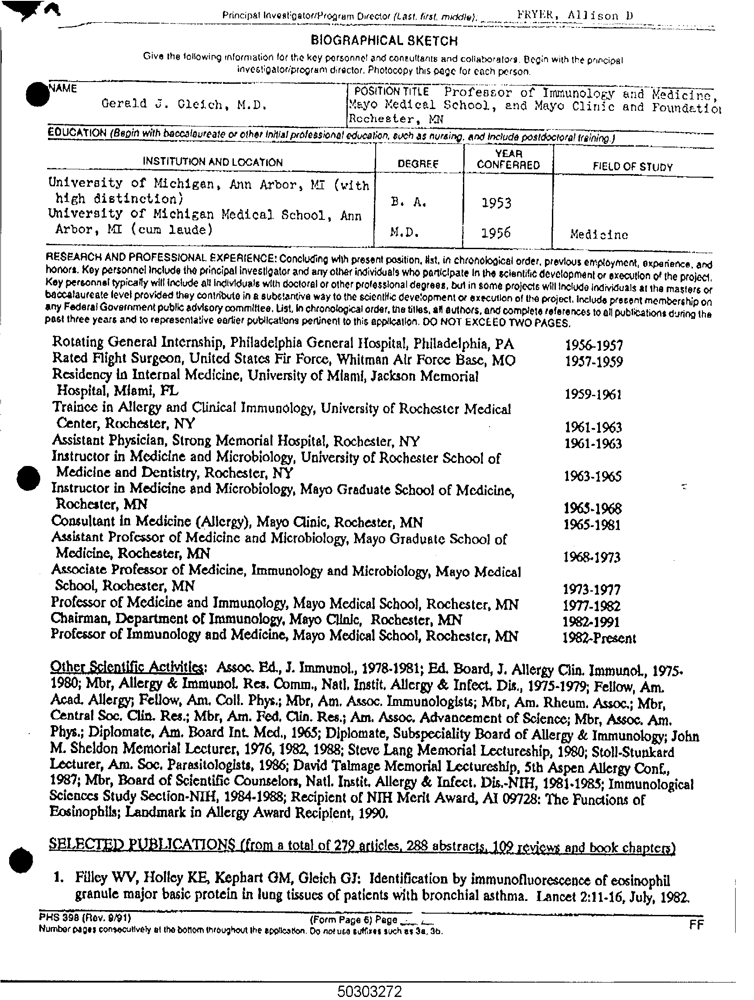 Principal Investigator/Program Director (Last, first, middle): FRYER, Allison D
BIOGRAPHICAL SKETCH
Give the following information for the key personnel and consultants and collaborators. Begin with the principal
investigator/program director. Photocopy this page for each person.
NAME
Gerald J. Gleich, M.D.
POSITION TITLE Professor of Immunology and Medicine,
Mayo Medical School, and Mayo Clinic and Foundation
Rochester, MN
EDUCATION (Begin with baccalaureate or other initial professional education, such as nursing, and include postdoctoral training.)
INSTITUTION AND LOCATION
DEGREE
YEAR CONFERRED
FIELD OF STUDY
University of Michigan, Ann Arbor, MI (with
high distinction) B. A. 1953
University of Michigan Medical School, Ann
Arbor, MI (cum laude) M.D. 1956 Medicine
RESEARCH AND PROFESSIONAL EXPERIENCE: Concluding with present position, list, in chronological order, previous employment, experience, and
honors. Key personnel include the principal investigator and any other individuals who participate in the scientific development or execution of the project.
Key personnel typically will include all individuals with doctoral or other professional degrees, but in some projects will include individuals at the masters or
baccalaureate level provided they contribute in a substantive way to the scientific development or execution of the project. Include present membership on
any Federal Government public advisory committee. List, in chronological order, the titles, all authors, and complete references to all publications during the
past three years and to representative earlier publications pertinent to this application. DO NOT EXCEED TWO PAGES.
Rotating General Internship, Philadelphia General Hospital, Philadelphia, PA 1956-1957
Rated Flight Surgeon, United States Fir Force, Whitman Air Force Base, MO 1957-1959
Residency in Internal Medicine, University of Miami, Jackson Memorial
Hospital, Miami, FL 1959-1961
Trainee in Allergy and Clinical Immunology, University of Rochester Medical
Center, Rochester, NY 1961-1963
Assistant Physician, Strong Memorial Hospital, Rochester, NY 1961-1963
Instructor in Medicine and Microbiology, University of Rochester School of
Medicine and Dentistry, Rochester, NY 1963-1965
Instructor in Medicine and Microbiology, Mayo Graduate School of Medicine,
Rochester, MN 1965-1968
Consultant in Medicine (Allergy), Mayo Clinic, Rochester, MN 1965-1981
Assistant Professor of Medicine and Microbiology, Mayo Graduate School of
Medicine, Rochester, MN 1968-1973
Associate Professor of Medicine, Immunology and Microbiology, Mayo Medical
School, Rochester, MN 1973-1977
Professor of Medicine and Immunology, Mayo Medical School, Rochester, MN 1977-1982
Chairman, Department of Immunology, Mayo Clinic, Rochester, MN 1982-1991
Professor of Immunology and Medicine, Mayo Medical School, Rochester, MN 1982-Present
Other Scientific Activities: Assoc. Ed., J. Immunol., 1978-1981; Ed. Board, J. Allergy Clin. Immunol., 1975-
1980; Mbr, Allergy & Immunol. Res. Comm., Natl. Instit. Allergy & Infect. Dis., 1975-1979; Fellow, Am.
Acad. Allergy; Fellow, Am. Coll. Phys.; Mbr, Am. Assoc. Immunologists; Mbr, Am. Rheum. Assoc.; Mbr,
Central Soc. Clin. Res.; Mbr, Am. Fed. Clin. Res.; Am. Assoc. Advancement of Science; Mbr, Assoc. Am.
Phys.; Diplomate, Am. Board Int. Med., 1965; Diplomate, Subspeciality Board of Allergy & Immunology; John
M. Sheldon Memorial Lecturer, 1976, 1982, 1988; Steve Lang Memorial Lectureship, 1980; Stoll-Stunkard
Lecturer, Am. Soc. Parasitologists, 1986; David Talmage Memorial Lectureship, 5th Aspen Allergy Conf.,
1987; Mbr, Board of Scientific Counselors, Natl. Instit. Allergy & Infect. Dis.-NIH, 1981-1985; Immunological
Sciences Study Section-NIH, 1984-1988; Recipient of NIH Merit Award, AI 09728: The Functions of
Eosinophils; Landmark in Allergy Award Recipient, 1990.
SELECTED PUBLICATIONS (from a total of 279 articles, 288 abstracts, 109 reviews and book chapters)
1. Filley WV, Holley KE, Kephart GM, Gleich GJ: Identification by immunofluorescence of eosinophil
granule major basic protein in lung tissues of patients with bronchial asthma. Lancet 2:11-16, July, 1982.
PHS 398 (Rev. 9/91) (Form Page 6) Page FF
Number pages consecutively at the bottom throughout the application. Do not use suffixes such as 3a, 3b.
50303272